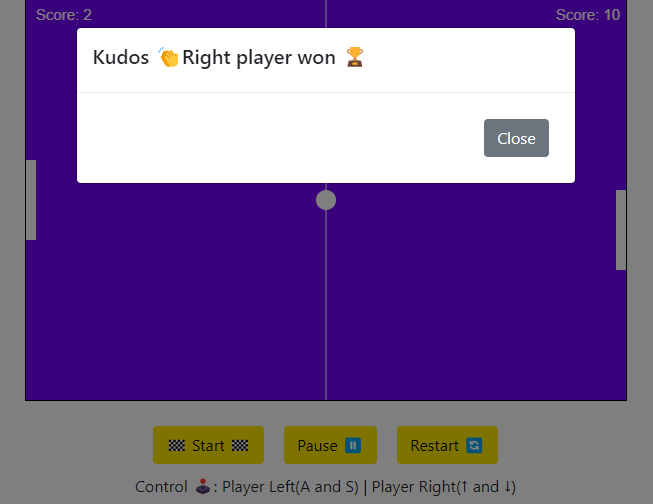 Score: 2 Score: 10
Kudos 👏Right player won 🏆
Close
🏁 Start 🏁 Pause ⏸️ Restart 🔄
Control 🕹️: Player Left(A and S) | Player Right(↑ and ↓)